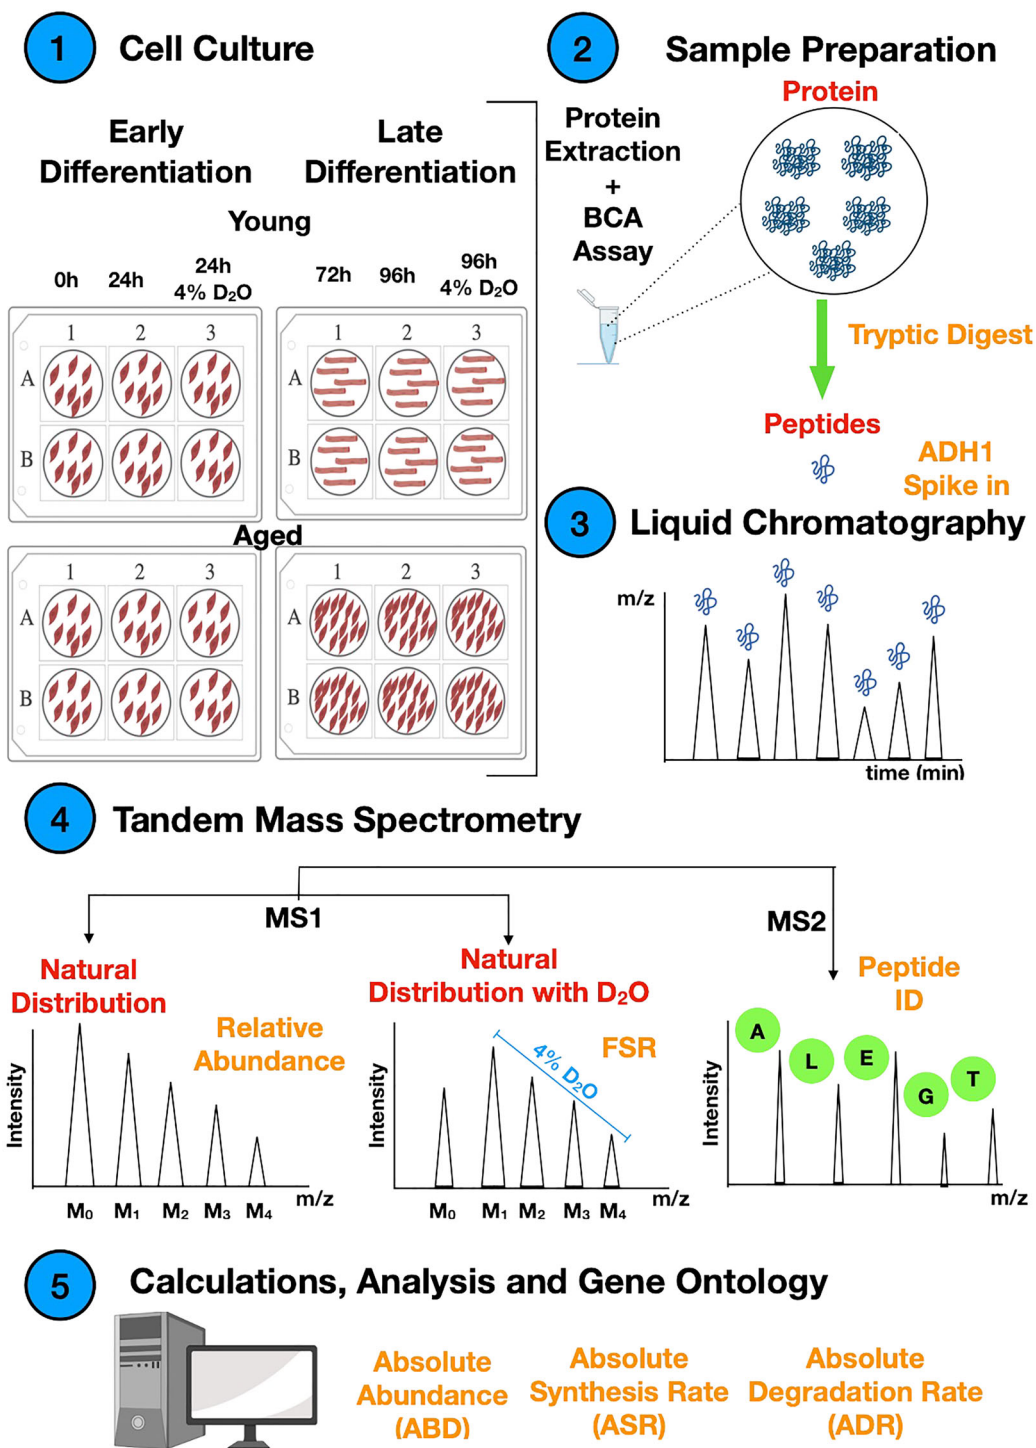 1 Cell Culture
Early
Differentiation
Late
Differentiation
Young
0h
24h
24h
4% D₂O
72h
96h
96h
4% D₂O
1 2 3
A
B
1 2 3
A
B
Aged
1 2 3
A
B
1 2 3
A
B
2 Sample Preparation
Protein
Extraction
+
BCA
Assay
Protein
Tryptic Digest
Peptides
ADH1
Spike in
3 Liquid Chromatography
m/z
time (min)
4 Tandem Mass Spectrometry
MS1
MS2
Natural
Distribution
Relative
Abundance
Intensity
M₀ M₁ M₂ M₃ M₄
m/z
Natural
Distribution with D₂O
FSR
4% D₂O
Intensity
M₀ M₁ M₂ M₃ M₄
m/z
Peptide
ID
A L E G T
Intensity
m/z
5 Calculations, Analysis and Gene Ontology
Absolute
Abundance
(ABD)
Absolute
Synthesis Rate
(ASR)
Absolute
Degradation Rate
(ADR)